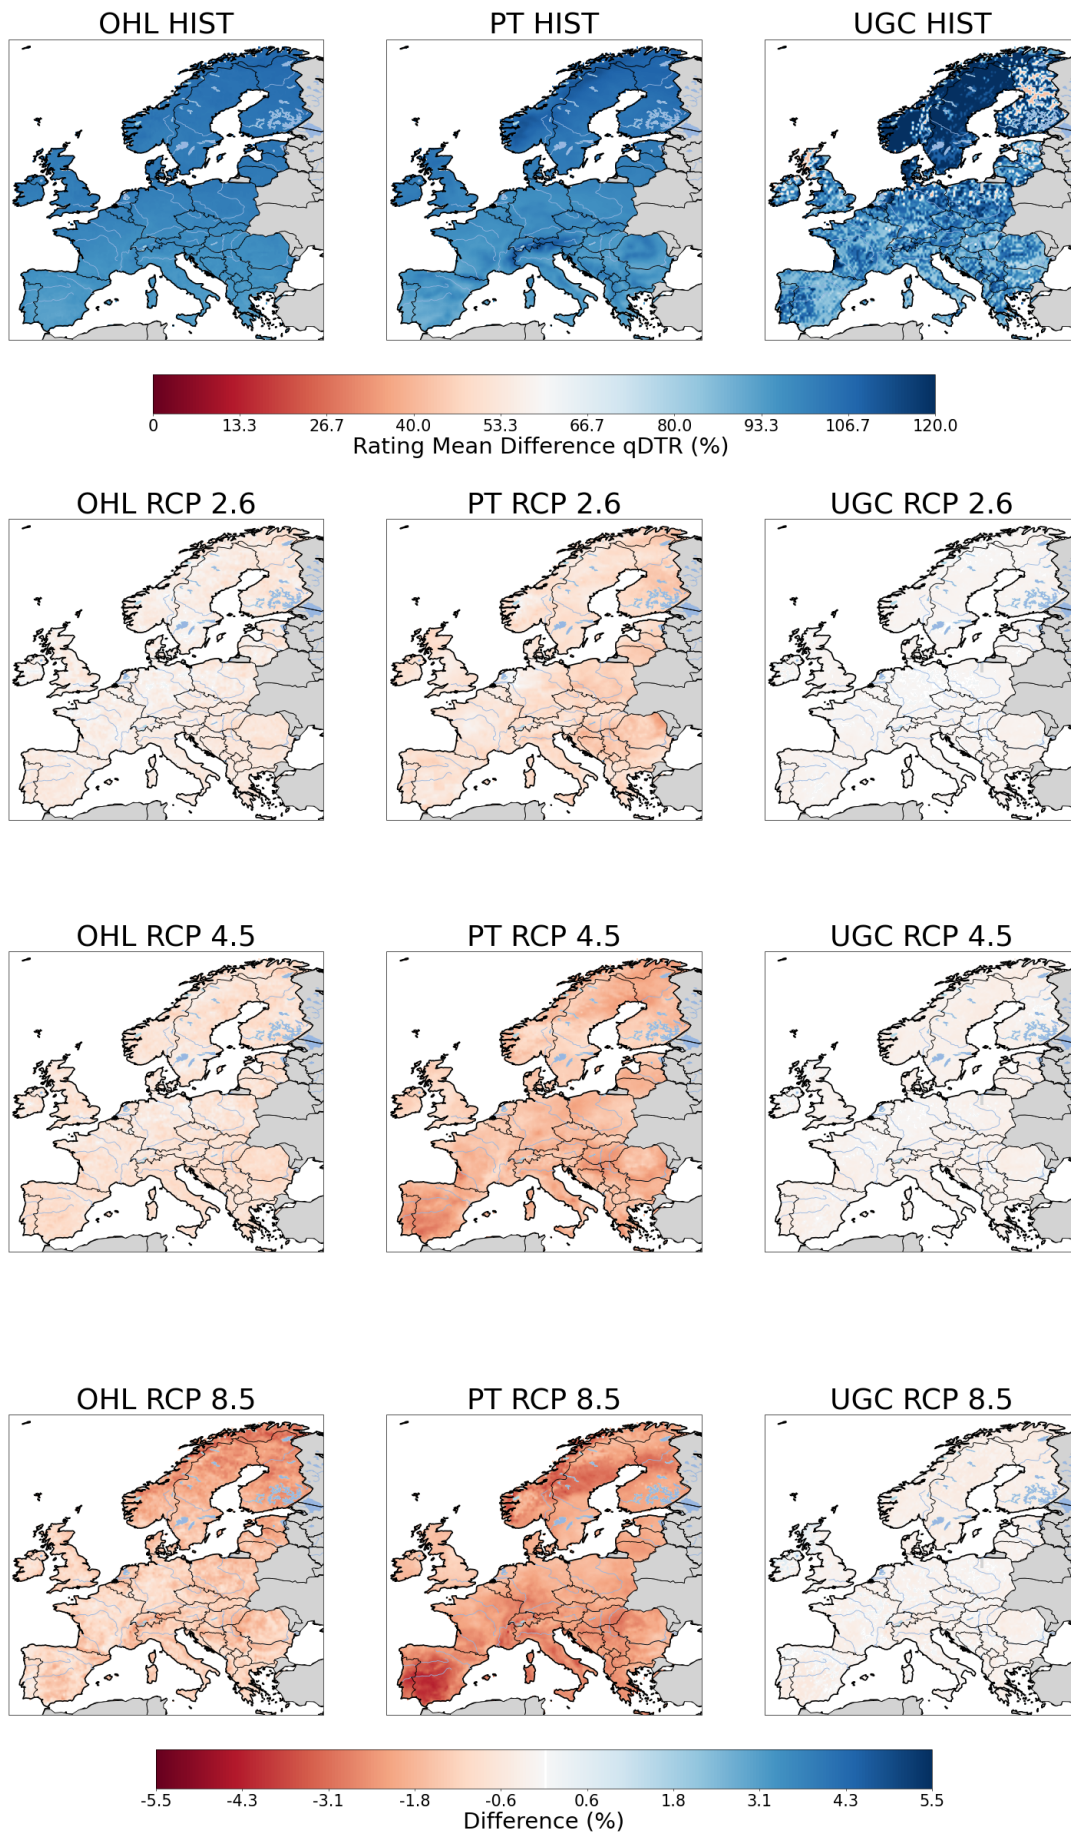 OHL HIST
PT HIST
UGC HIST
0 13.3 26.7 40.0 53.3 66.7 80.0 93.3 106.7 120.0
Rating Mean Difference qDTR (%)
OHL RCP 2.6
PT RCP 2.6
UGC RCP 2.6
OHL RCP 4.5
PT RCP 4.5
UGC RCP 4.5
OHL RCP 8.5
PT RCP 8.5
UGC RCP 8.5
-5.5 -4.3 -3.1 -1.8 -0.6 0.6 1.8 3.1 4.3 5.5
Difference (%)